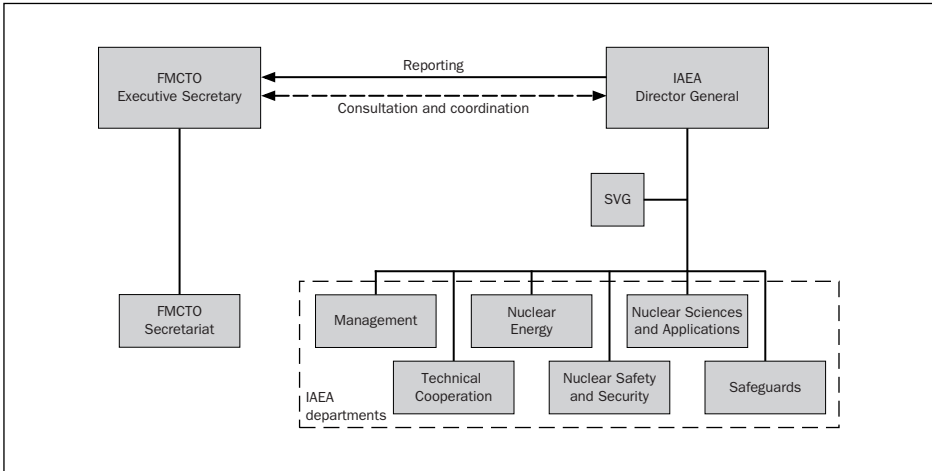 FMCTO
Executive Secretary
Reporting
Consultation and coordination
IAEA
Director General
SVG
FMCTO
Secretariat
Management
Nuclear
Energy
Nuclear Sciences
and Applications
Technical
Cooperation
Nuclear Safety
and Security
Safeguards
IAEA
departments